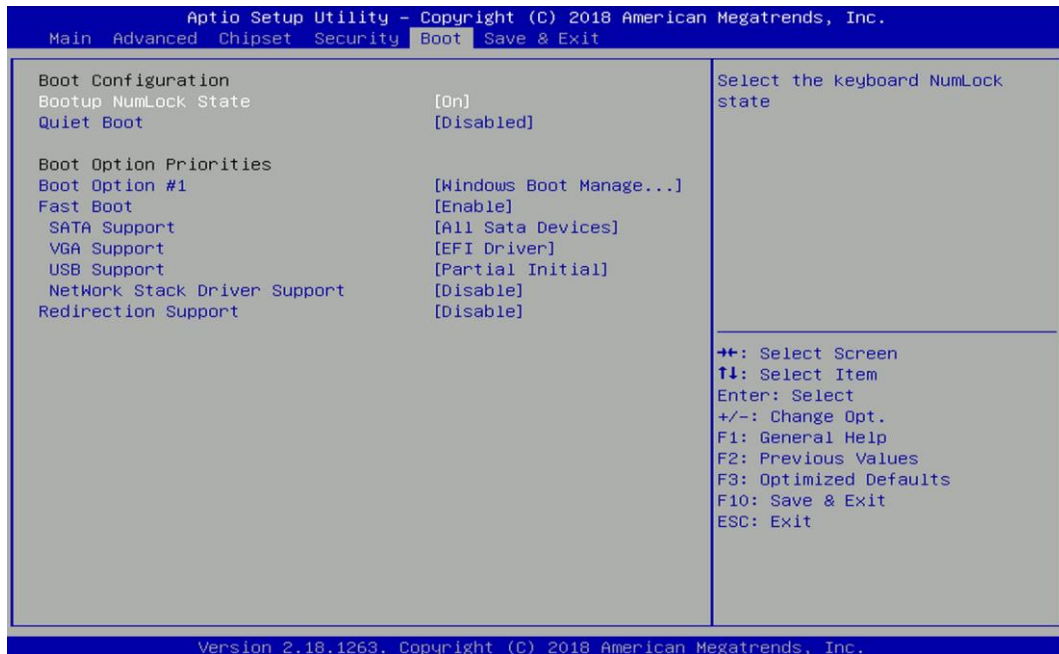 Aptio Setup Utility – Copyright (C) 2018 American Megatrends, Inc.
Main Advanced Chipset Security Boot Save & Exit
Boot Configuration
Bootup NumLock State [On]
Quiet Boot [Disabled]
Boot Option Priorities
Boot Option #1 [Windows Boot Manage...]
Fast Boot [Enable]
SATA Support [All Sata Devices]
VGA Support [EFI Driver]
USB Support [Partial Initial]
NetWork Stack Driver Support [Disable]
Redirection Support [Disable]
Select the keyboard NumLock
state
→←: Select Screen
↑↓: Select Item
Enter: Select
+/-: Change Opt.
F1: General Help
F2: Previous Values
F3: Optimized Defaults
F10: Save & Exit
ESC: Exit
Version 2.18.1263. Copyright (C) 2018 American Megatrends, Inc.